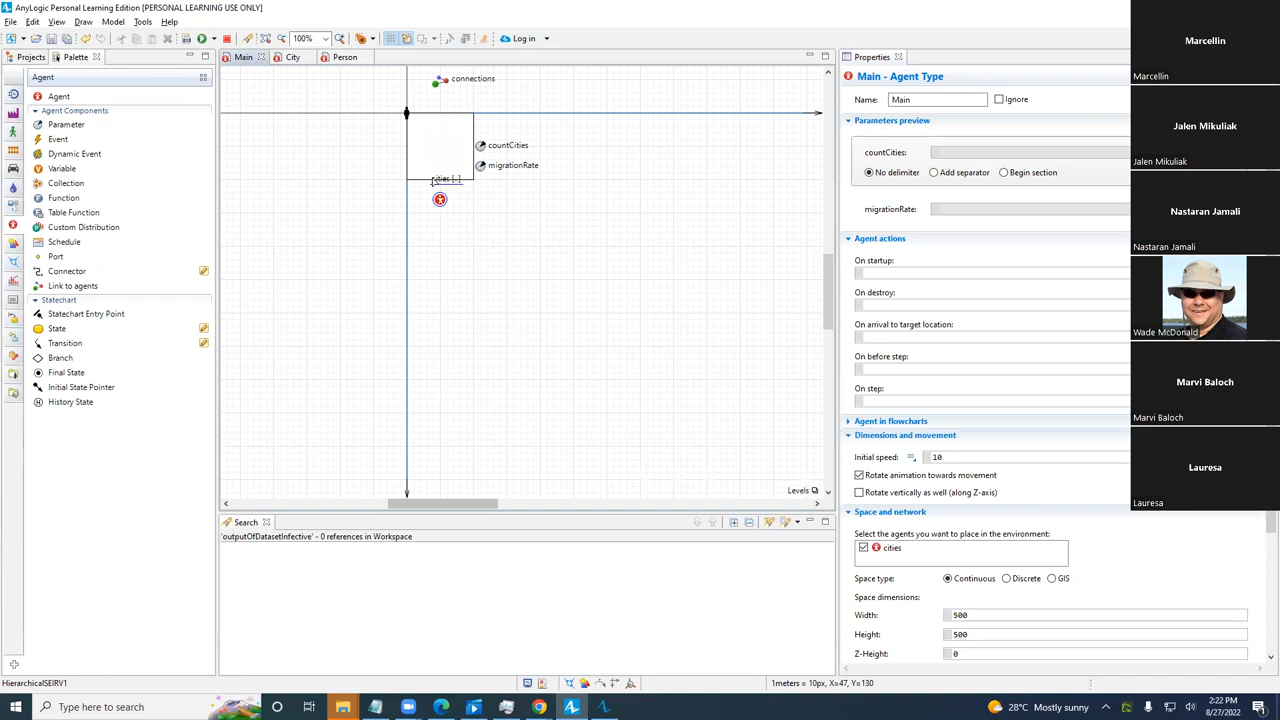 AnyLogic Personal Learning Edition [PERSONAL LEARNING USE ONLY]
File Edit View Draw Model Tools Help
100% Log in
Projects Palette
Main City Person
Properties
Agent
Agent
Agent Components
Parameter
Event
Dynamic Event
Variable
Collection
Function
Table Function
Custom Distribution
Schedule
Port
Connector
Link to agents
Statechart
Statechart Entry Point
State
Transition
Branch
Final State
Initial State Pointer
History State
connections
countCities
migrationRate
cities [..]
Levels
Search
'outputOfDatasetInfective' - 0 references in Workspace
Main - Agent Type
Name: Main Ignore
Parameters preview
countCities:
No delimiter Add separator Begin section
migrationRate:
Agent actions
On startup:
On destroy:
On arrival to target location:
On before step:
On step:
Agent in flowcharts
Dimensions and movement
Initial speed: 10
Rotate animation towards movement
Rotate vertically as well (along Z-axis)
Space and network
Select the agents you want to place in the environment:
cities
Space type: Continuous Discrete GIS
Space dimensions:
Width: 500
Height: 500
Z-Height: 0
Marcellin
Marcellin
Jalen Mikuliak
Jalen Mikuliak
Nastaran Jamali
Nastaran Jamali
Wade McDonald
Marvi Baloch
Marvi Baloch
Lauresa
Lauresa
HierarchicalSEIRV1
1meters = 10px, X=47, Y=130
Type here to search
28°C Mostly sunny
2:22 PM
8/27/2022